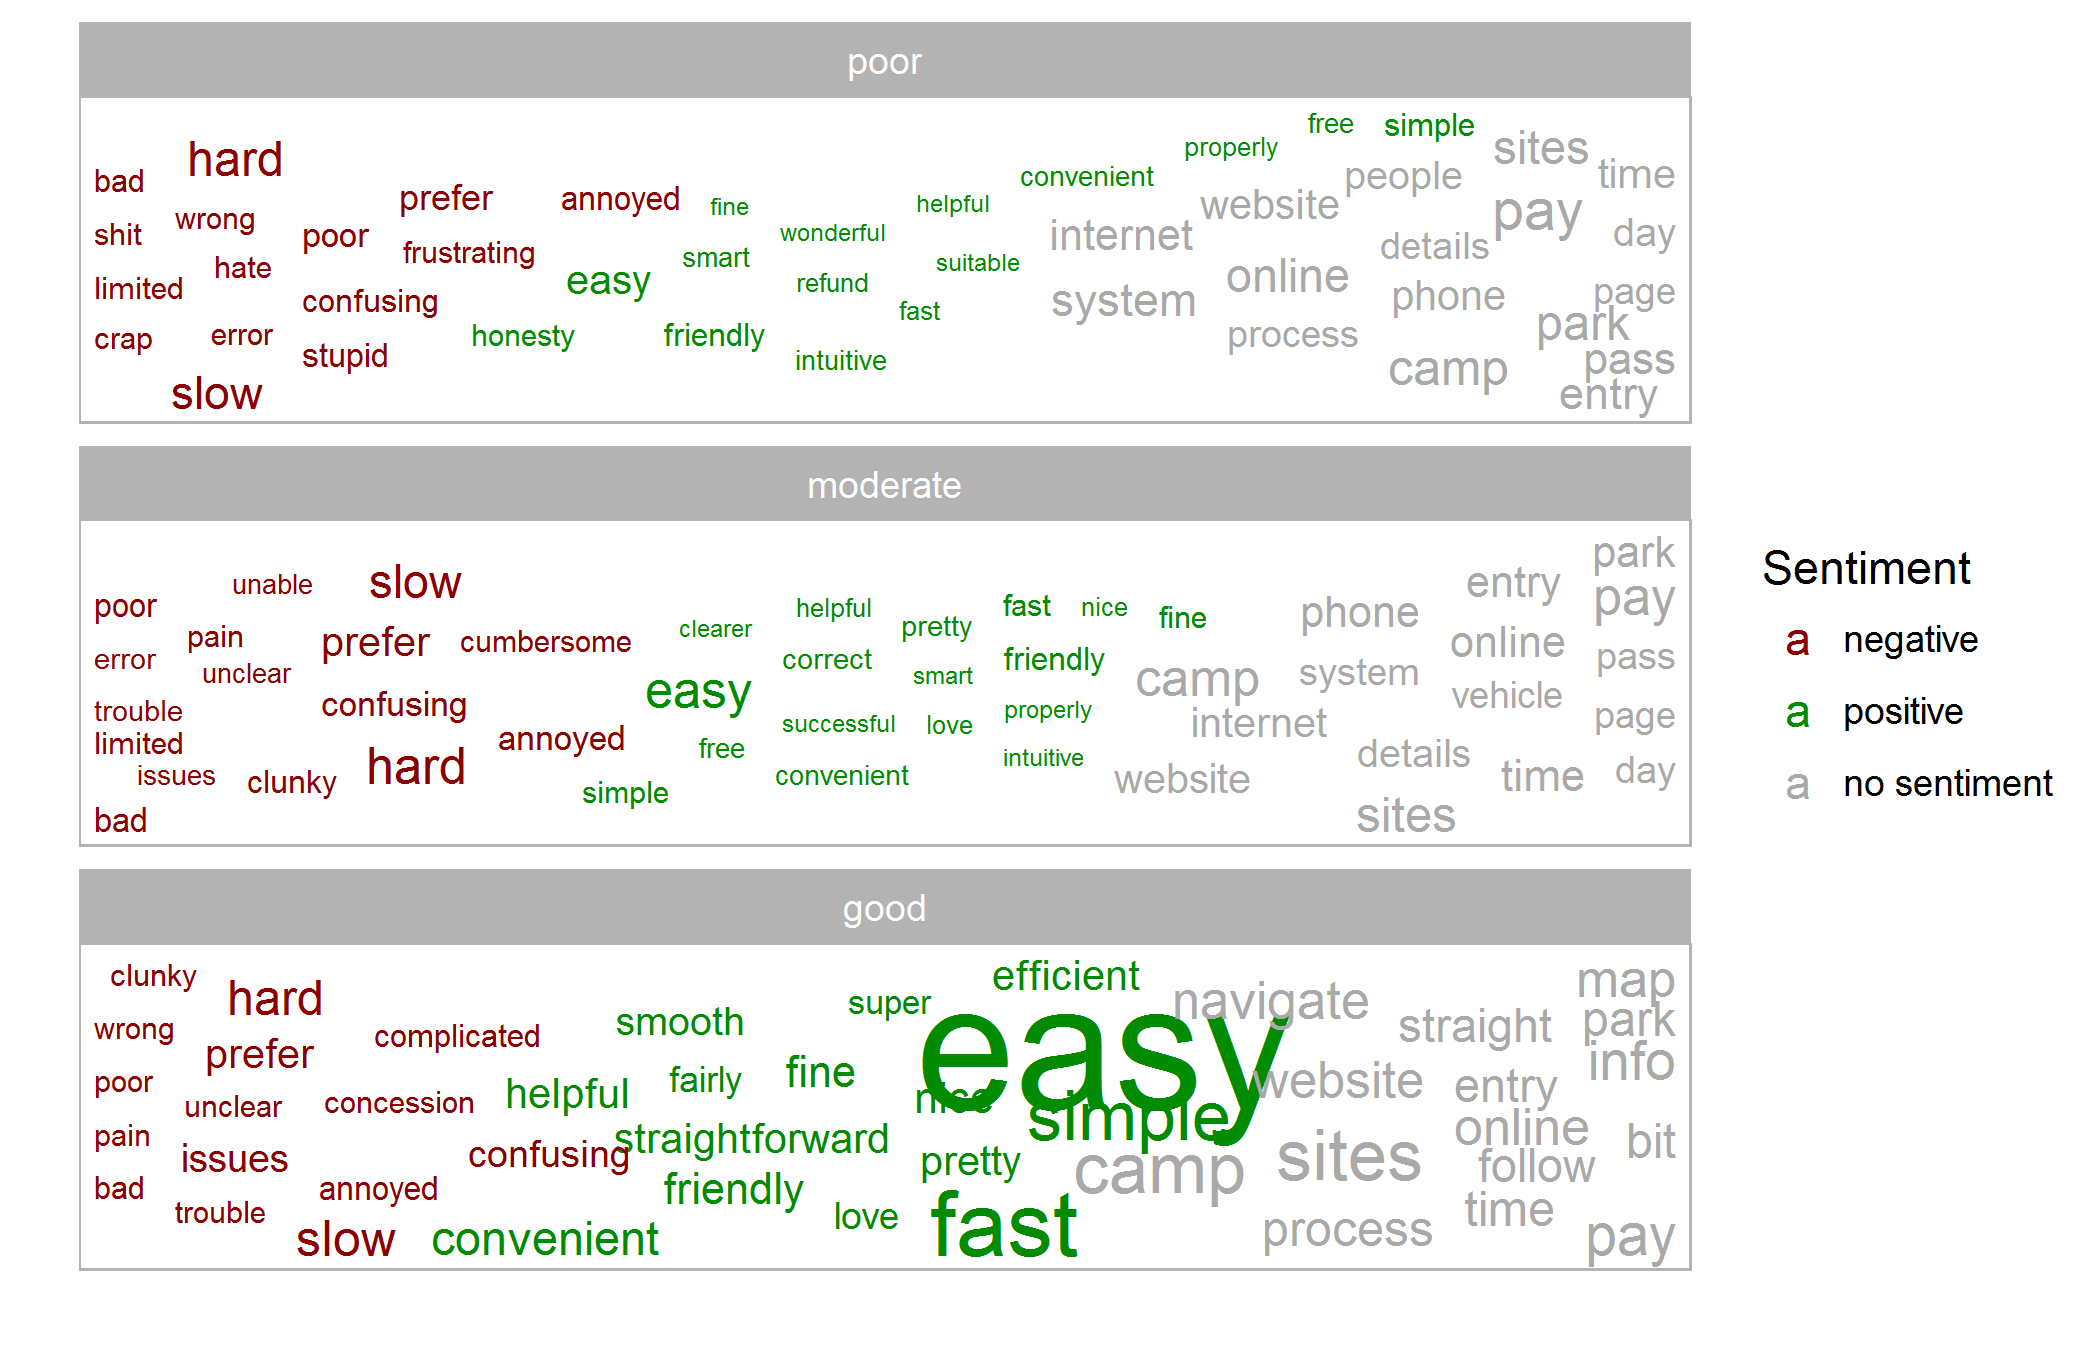 poor
free simple
hard properly sites
bad convenient people time
prefer annoyed fine helpful website pay
shit wrong poor wonderful internet day
frustrating smart suitable details
limited hate easy refund online page
confusing fast system phone
crap error honesty friendly process park
stupid intuitive camp pass
slow entry
moderate
park
unable slow entry
poor helpful fast nice fine phone pay
pain prefer cumbersome clearer pretty online
error unclear correct friendly system pass
smart camp
trouble confusing easy successful love properly internet vehicle page
limited annoyed free intuitive details
issues clunky hard simple convenient website time day
bad sites
Sentiment
a negative
a positive
a no sentiment
good
clunky efficient map
hard super navigate
wrong complicated smooth easy straight park
prefer fine info
poor helpful fairly website entry
unclear concession nice simple
pain straightforward online bit
issues confusing pretty camp sites follow
bad annoyed friendly
trouble love time
slow convenient fast process pay